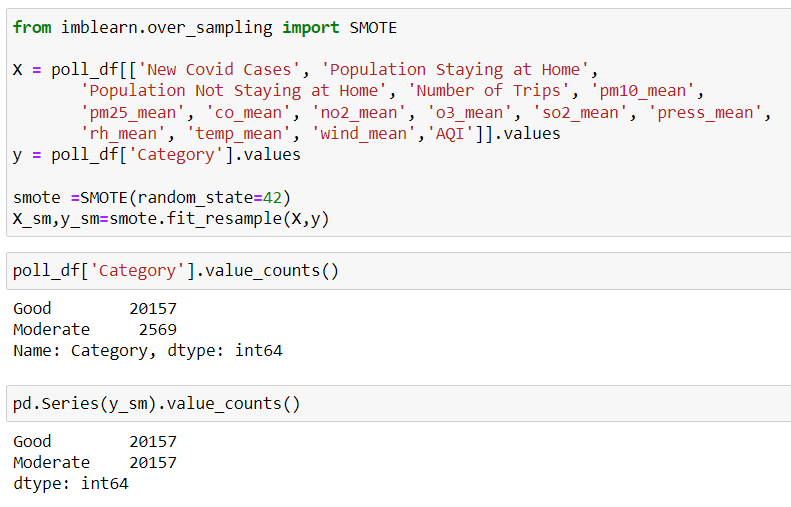 from imblearn.over_sampling import SMOTE
X = poll_df[['New Covid Cases', 'Population Staying at Home',
'Population Not Staying at Home', 'Number of Trips', 'pm10_mean',
'pm25_mean', 'co_mean', 'no2_mean', 'o3_mean', 'so2_mean', 'press_mean',
'rh_mean', 'temp_mean', 'wind_mean','AQI']].values
y = poll_df['Category'].values
smote =SMOTE(random_state=42)
X_sm,y_sm=smote.fit_resample(X,y)
poll_df['Category'].value_counts()
Good        20157
Moderate     2569
Name: Category, dtype: int64
pd.Series(y_sm).value_counts()
Good        20157
Moderate    20157
dtype: int64